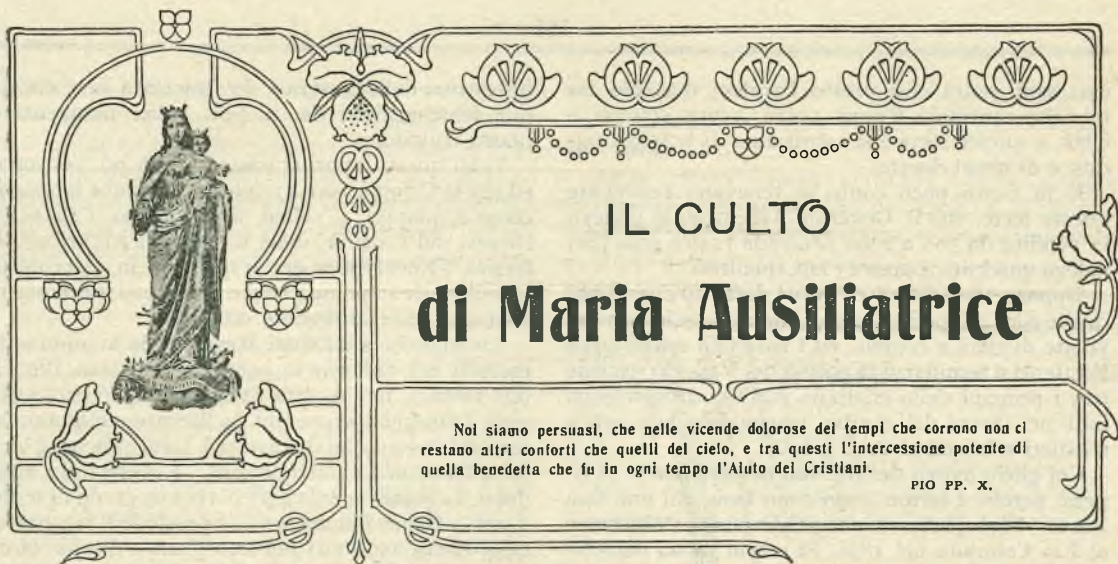 IL CULTO
di Maria Ausiliatrice
Noi siamo persuasi, che nelle vicende dolorose dei tempi che corrono non ci
restano altri conforti che quelli del cielo, e tra questi l'intercessione potente di
quella benedetta che fu in ogni tempo l'Aiuto dei Cristiani.
PIO PP. X.